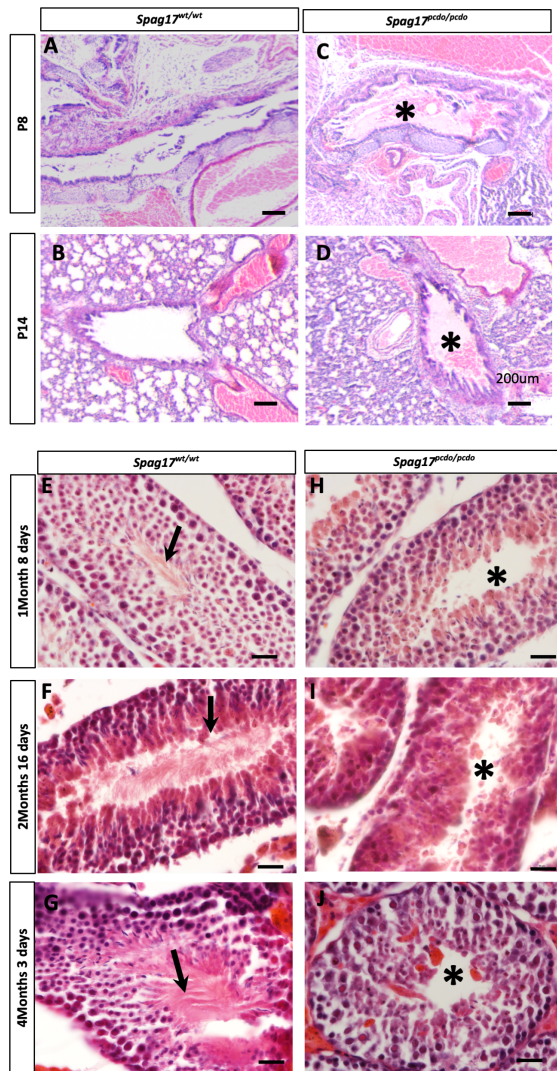 Spag17wt/wt
Spag17pcdo/pcdo
P8
A
C
P14
B
D
200um
Spag17wt/wt
Spag17pcdo/pcdo
1Month 8 days
E
H
2Months 16 days
F
I
4Months 3 days
G
J